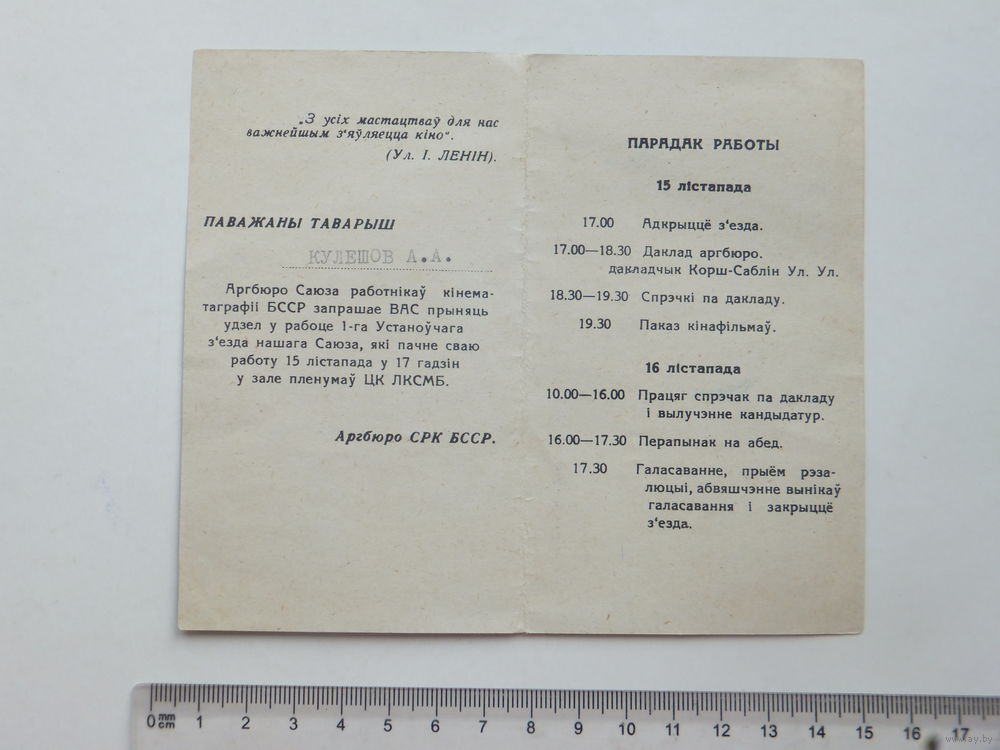 „З усіх мастацтваў для нас
важнейшым з‘яўляецца кіно“.
(Ул. І. ЛЕНІН).
ПАВАЖАНЫ ТАВАРЫШ
КУЛЕШОВ А.А.
Аргбюро Саюза работнікаў кінема-
таграфіі БССР запрашае ВАС прыняць
удзел у рабоце 1-га Устаноўчага
з‘езда нашага Саюза, які пачне сваю
работу 15 лістапада у 17 гадзін
у зале пленумаў ЦК ЛКСМБ.
Аргбюро СРК БССР.
ПАРАДАК РАБОТЫ
15 лістапада
17.00 Адкрыццё з‘езда.
17.00—18.30 Даклад аргбюро.
дакладчык Корш-Саблін Ул. Ул.
18.30—19.30 Спрэчкі па дакладу.
19.30 Паказ кінафільмаў.
16 лістапада
10.00—16.00 Працяг спрэчак па дакладу
і вылучэнне кандыдатур.
16.00—17.30 Перапынак на абед.
17.30 Галасаванне, прыём рэза-
люцыі, абвяшчэнне вынікаў
галасавання і закрыццё
з‘езда.
0 mm 1 2 3 4 5 6 7 8 9 10 11 12 13 14 15 16 17
cm
www.ay.by